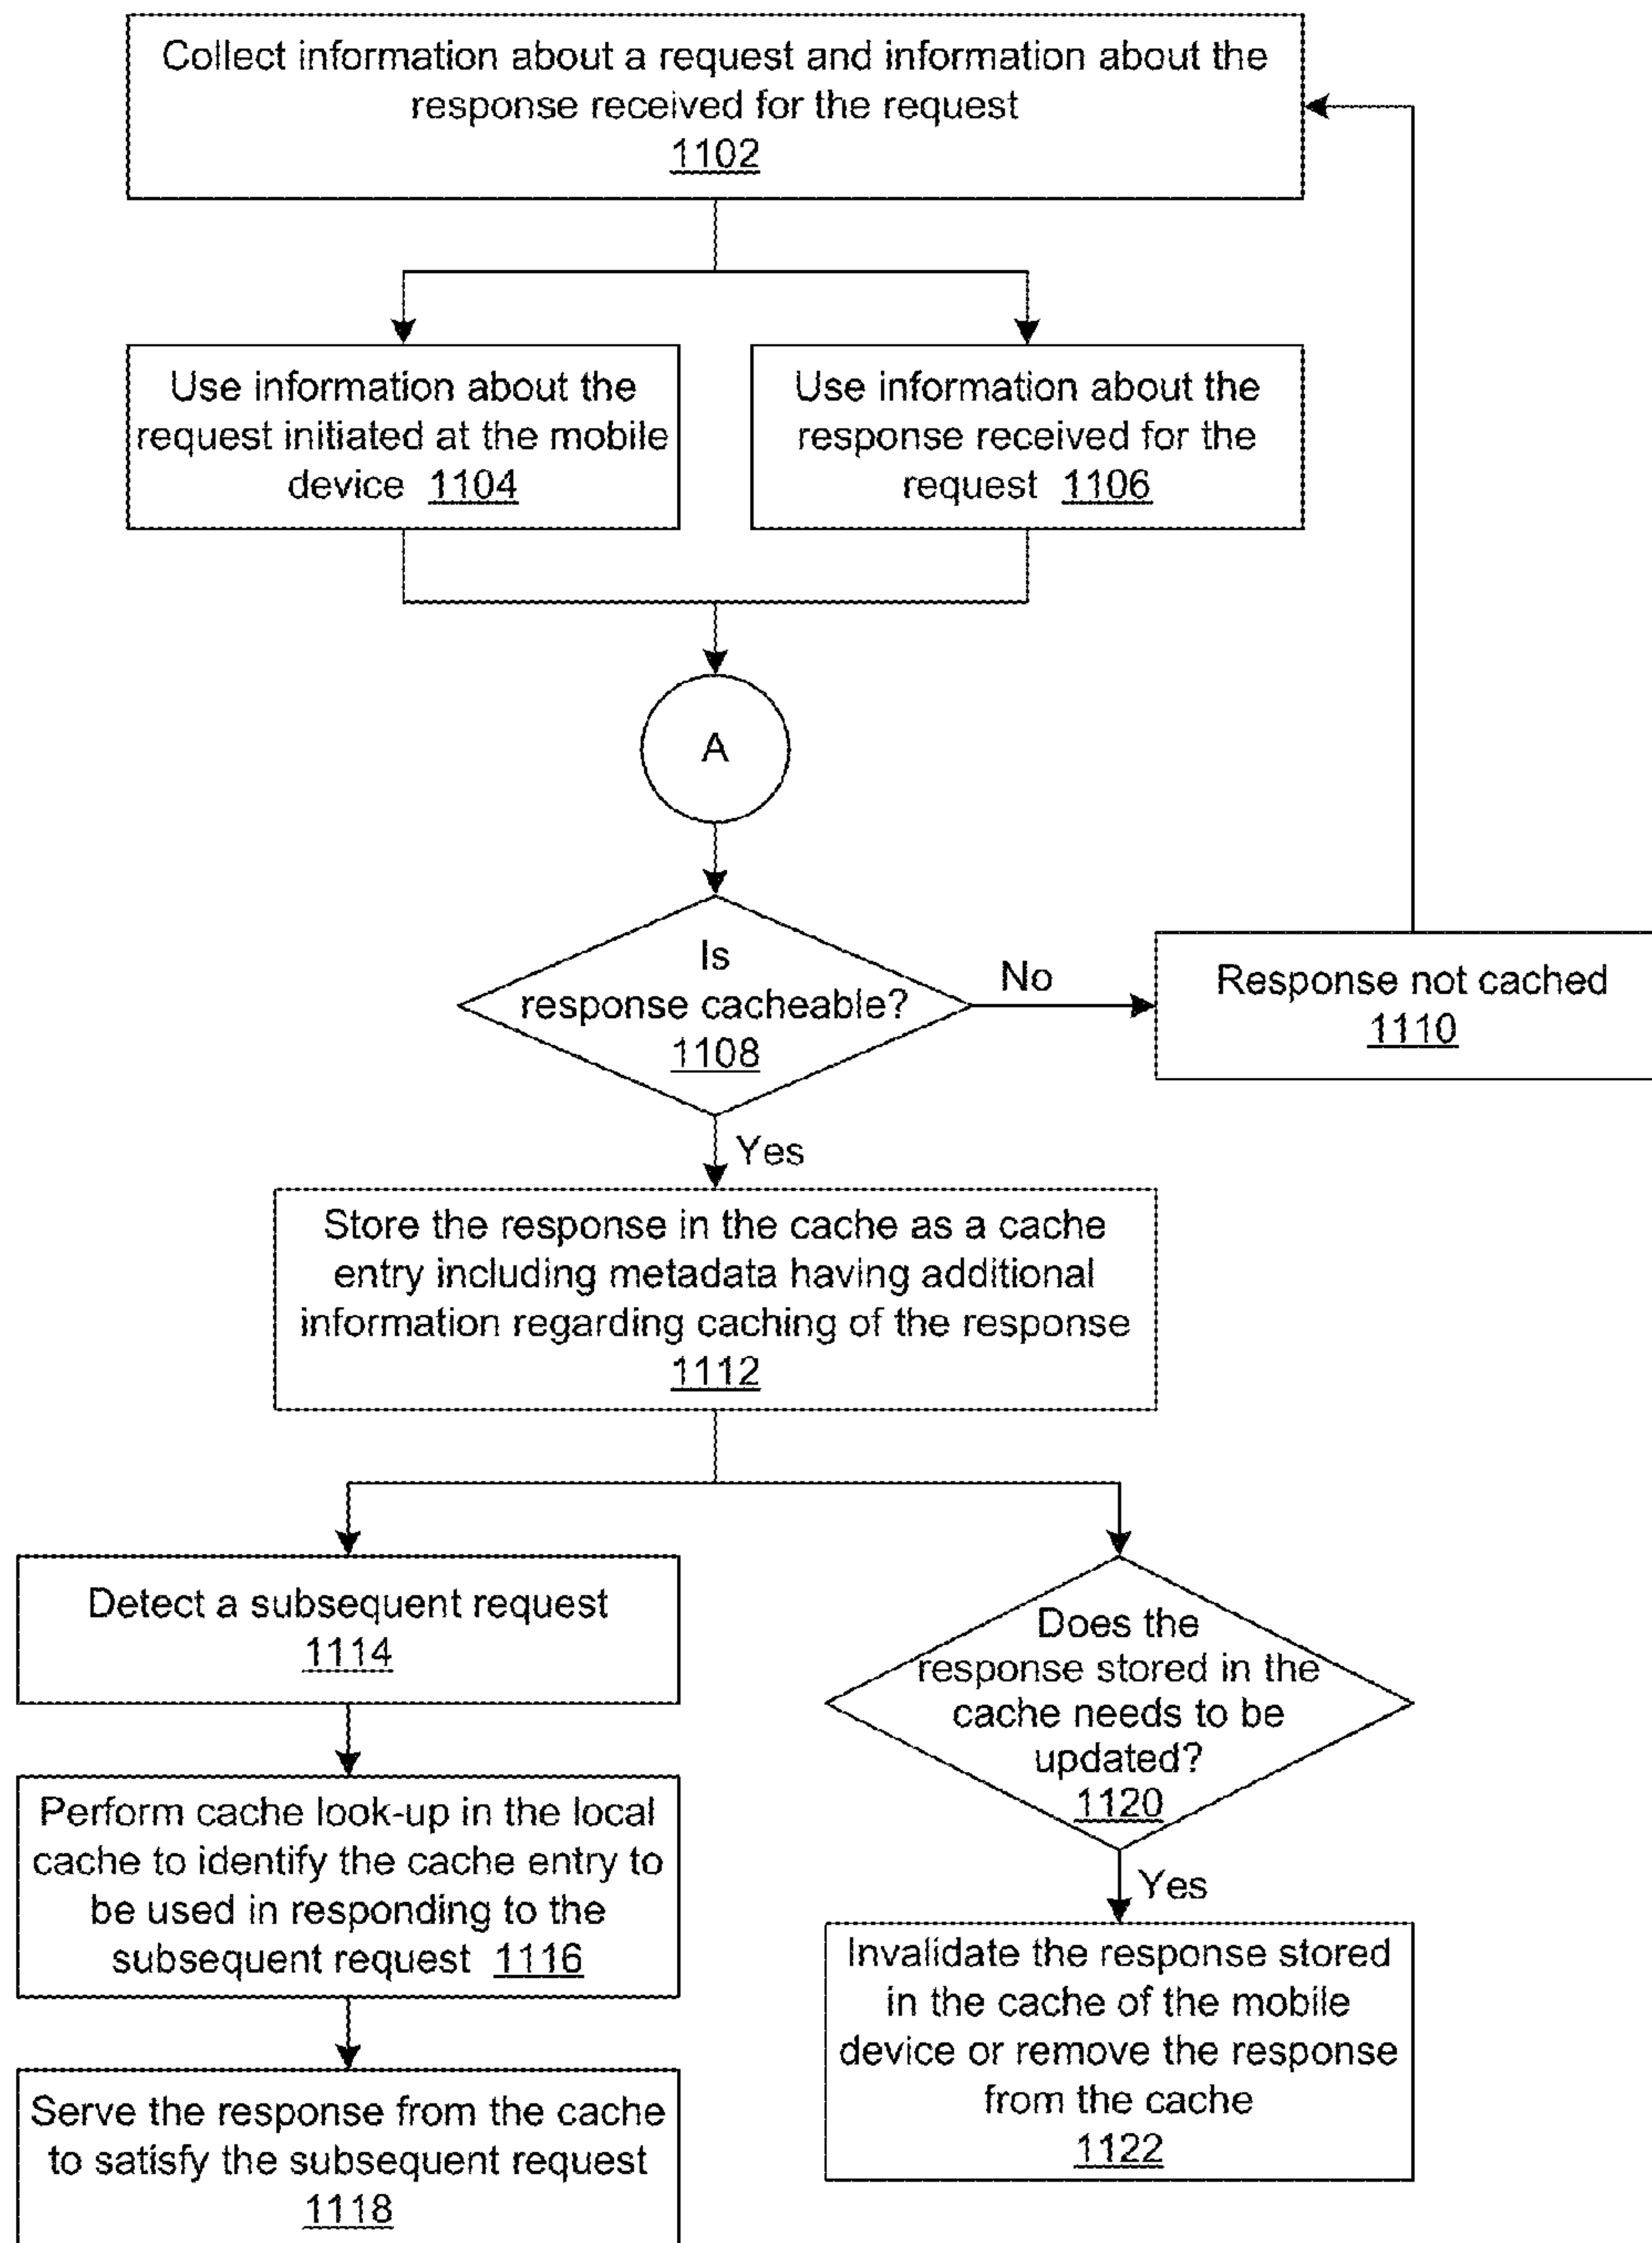 Collect information about a request and information about the
response received for the request
1102
Use information about the
request initiated at the mobile
device 1104
Use information about the
response received for the
request 1106
A
Is
response cacheable?
1108
No
Response not cached
1110
Yes
Store the response in the cache as a cache
entry including metadata having additional
information regarding caching of the response
1112
Detect a subsequent request
1114
Perform cache look-up in the local
cache to identify the cache entry to
be used in responding to the
subsequent request 1116
Serve the response from the cache
to satisfy the subsequent request
1118
Does the
response stored in the
cache needs to be
updated?
1120
Yes
Invalidate the response stored
in the cache of the mobile
device or remove the response
from the cache
1122